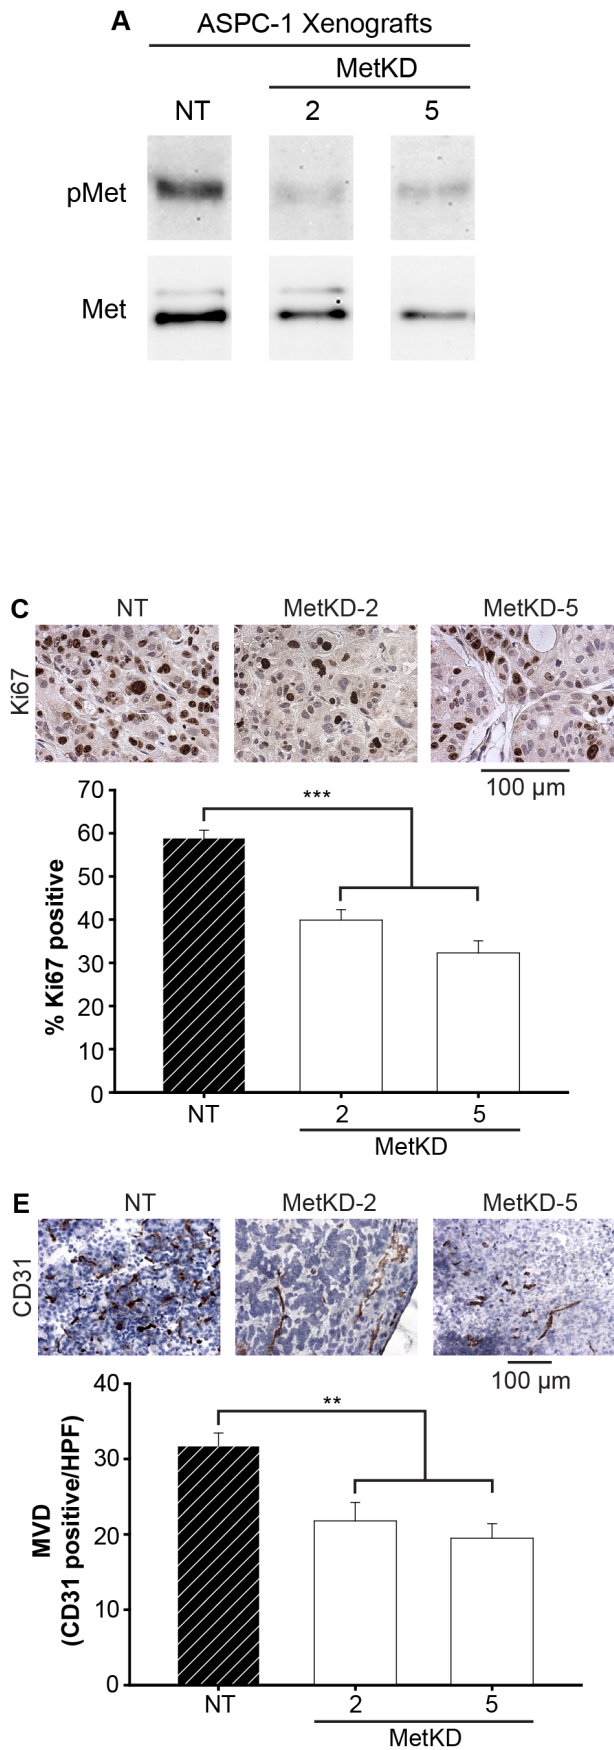 A
ASPC-1 Xenografts
MetKD
NT 2 5
pMet
Met
C
NT MetKD-2 MetKD-5
Ki67
100 µm
***
% Ki67 positive
70
60
50
40
30
20
10
0
NT 2 5
MetKD
E
NT MetKD-2 MetKD-5
CD31
100 µm
**
MVD
(CD31 positive/HPF)
40
30
20
10
0
NT 2 5
MetKD